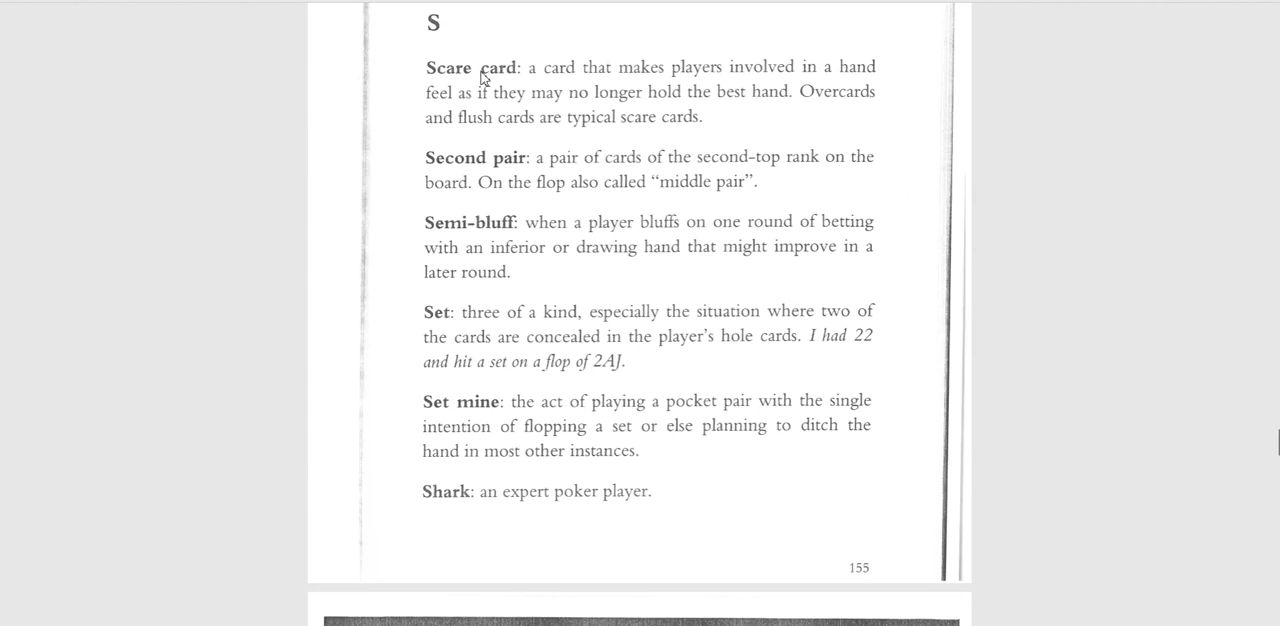 S
Scare card: a card that makes players involved in a hand
feel as if they may no longer hold the best hand. Overcards
and flush cards are typical scare cards.
Second pair: a pair of cards of the second-top rank on the
board. On the flop also called “middle pair”.
Semi-bluff: when a player bluffs on one round of betting
with an inferior or drawing hand that might improve in a
later round.
Set: three of a kind, especially the situation where two of
the cards are concealed in the player’s hole cards. I had 22
and hit a set on a flop of 2AJ.
Set mine: the act of playing a pocket pair with the single
intention of flopping a set or else planning to ditch the
hand in most other instances.
Shark: an expert poker player.
155